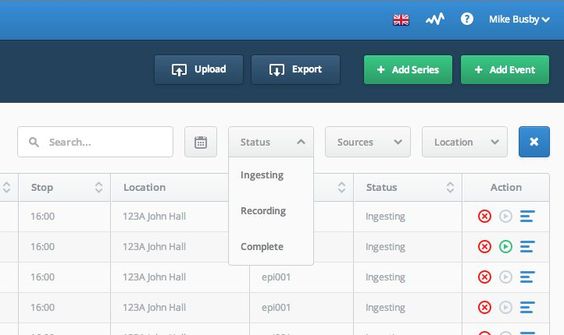 Mike Busby
Upload Export + Add Series + Add Event
Search... Status Sources Location
Ingesting
Recording
Complete
Stop Location Status Action
16:00 123A John Hall Ingesting
16:00 123A John Hall Ingesting
16:00 123A John Hall epi001 Ingesting
16:00 123A John Hall epi001 Ingesting